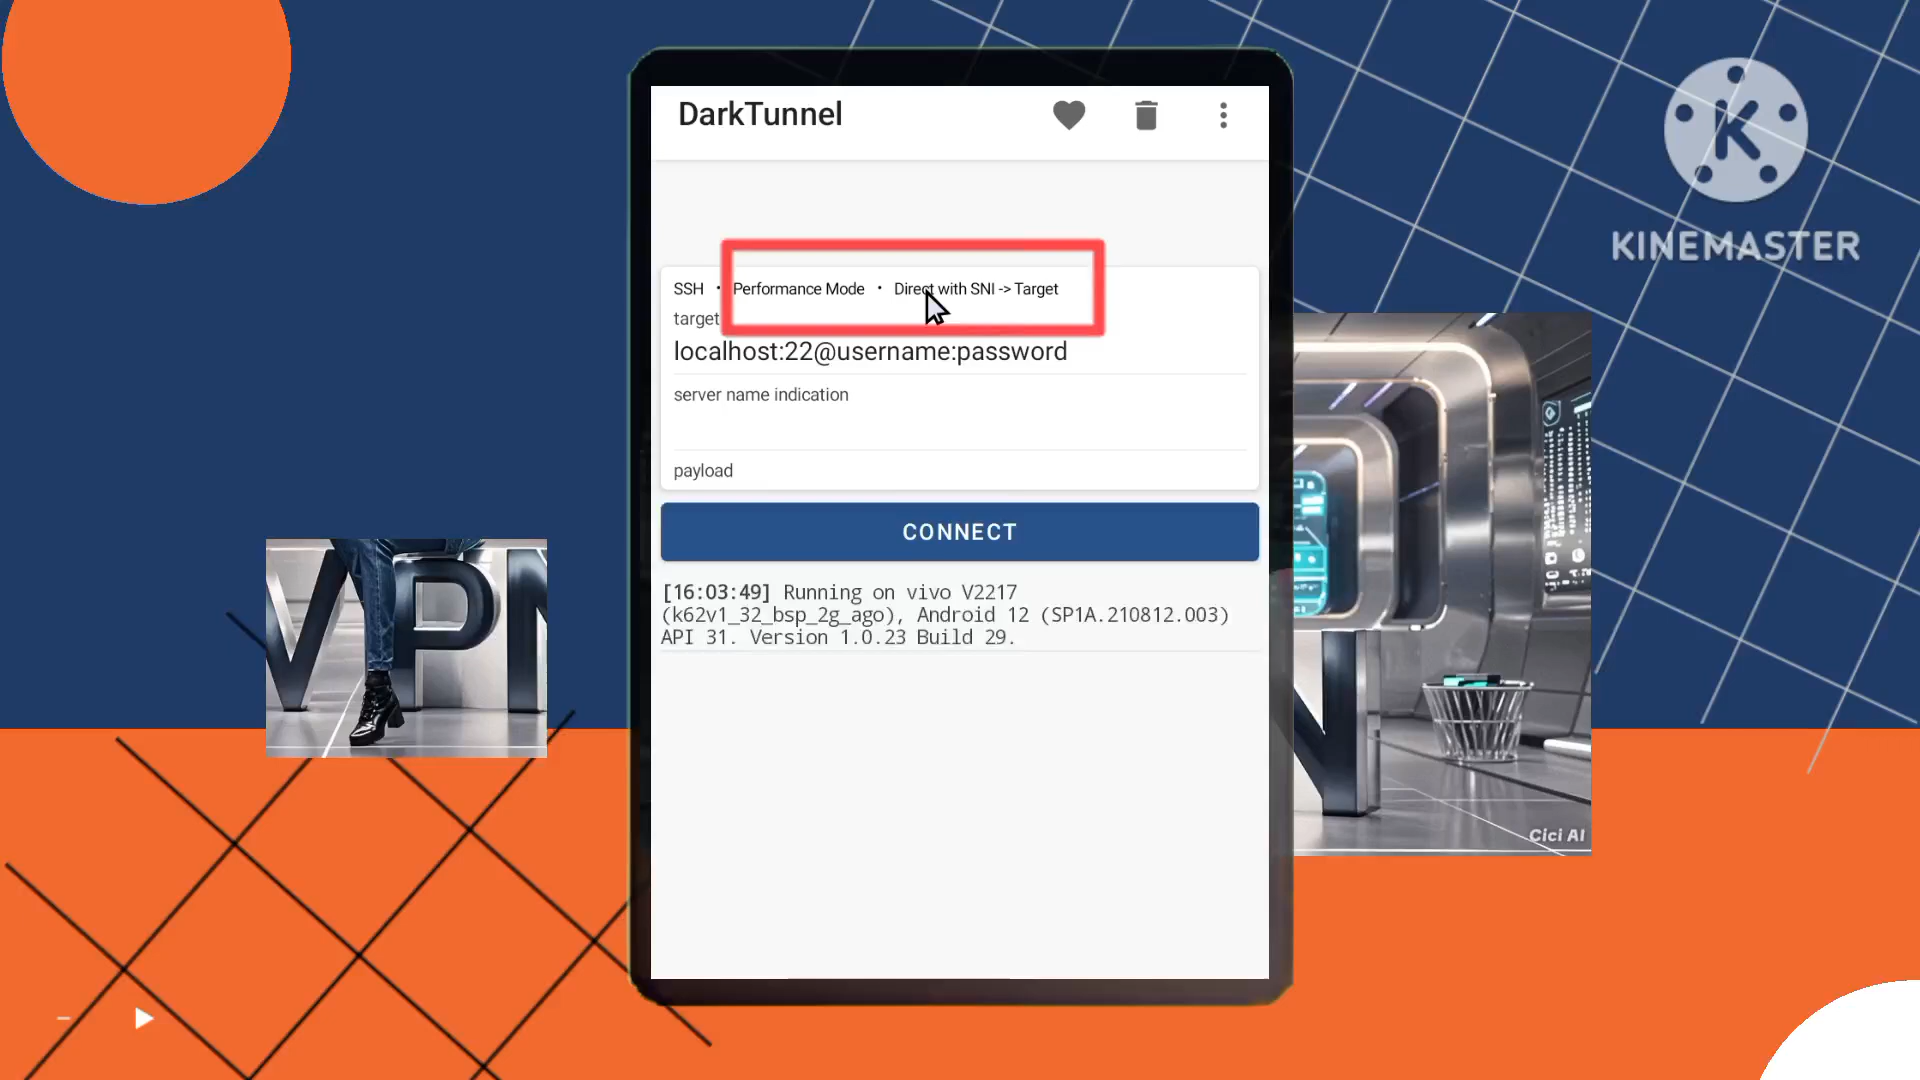 DarkTunnel
K
KINEMASTER
SSH • Performance Mode • Direct with SNI -> Target
target
localhost:22@username:password
server name indication
payload
CONNECT
[16:03:49] Running on vivo V2217
(k62v1_32_bsp_2g_ago), Android 12 (SP1A.210812.003)
API 31. Version 1.0.23 Build 29.
VPN
N
Cici AI